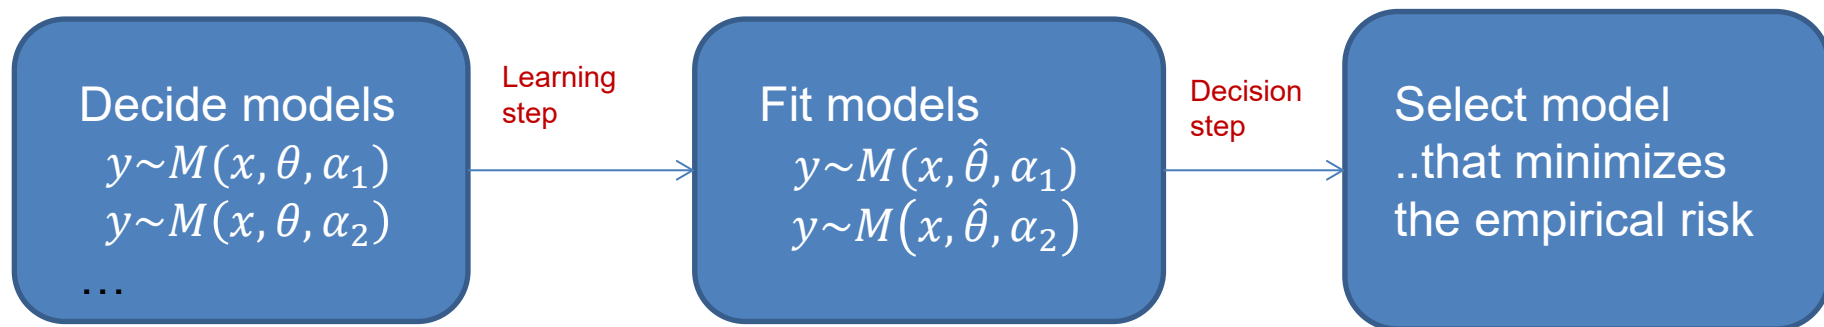 Decide models
y~M(x, θ, α₁)
y~M(x, θ, α₂)
...
Learning
step
Fit models
y~M(x, θ̂, α₁)
y~M(x, θ̂, α₂)
Decision
step
Select model
..that minimizes
the empirical risk